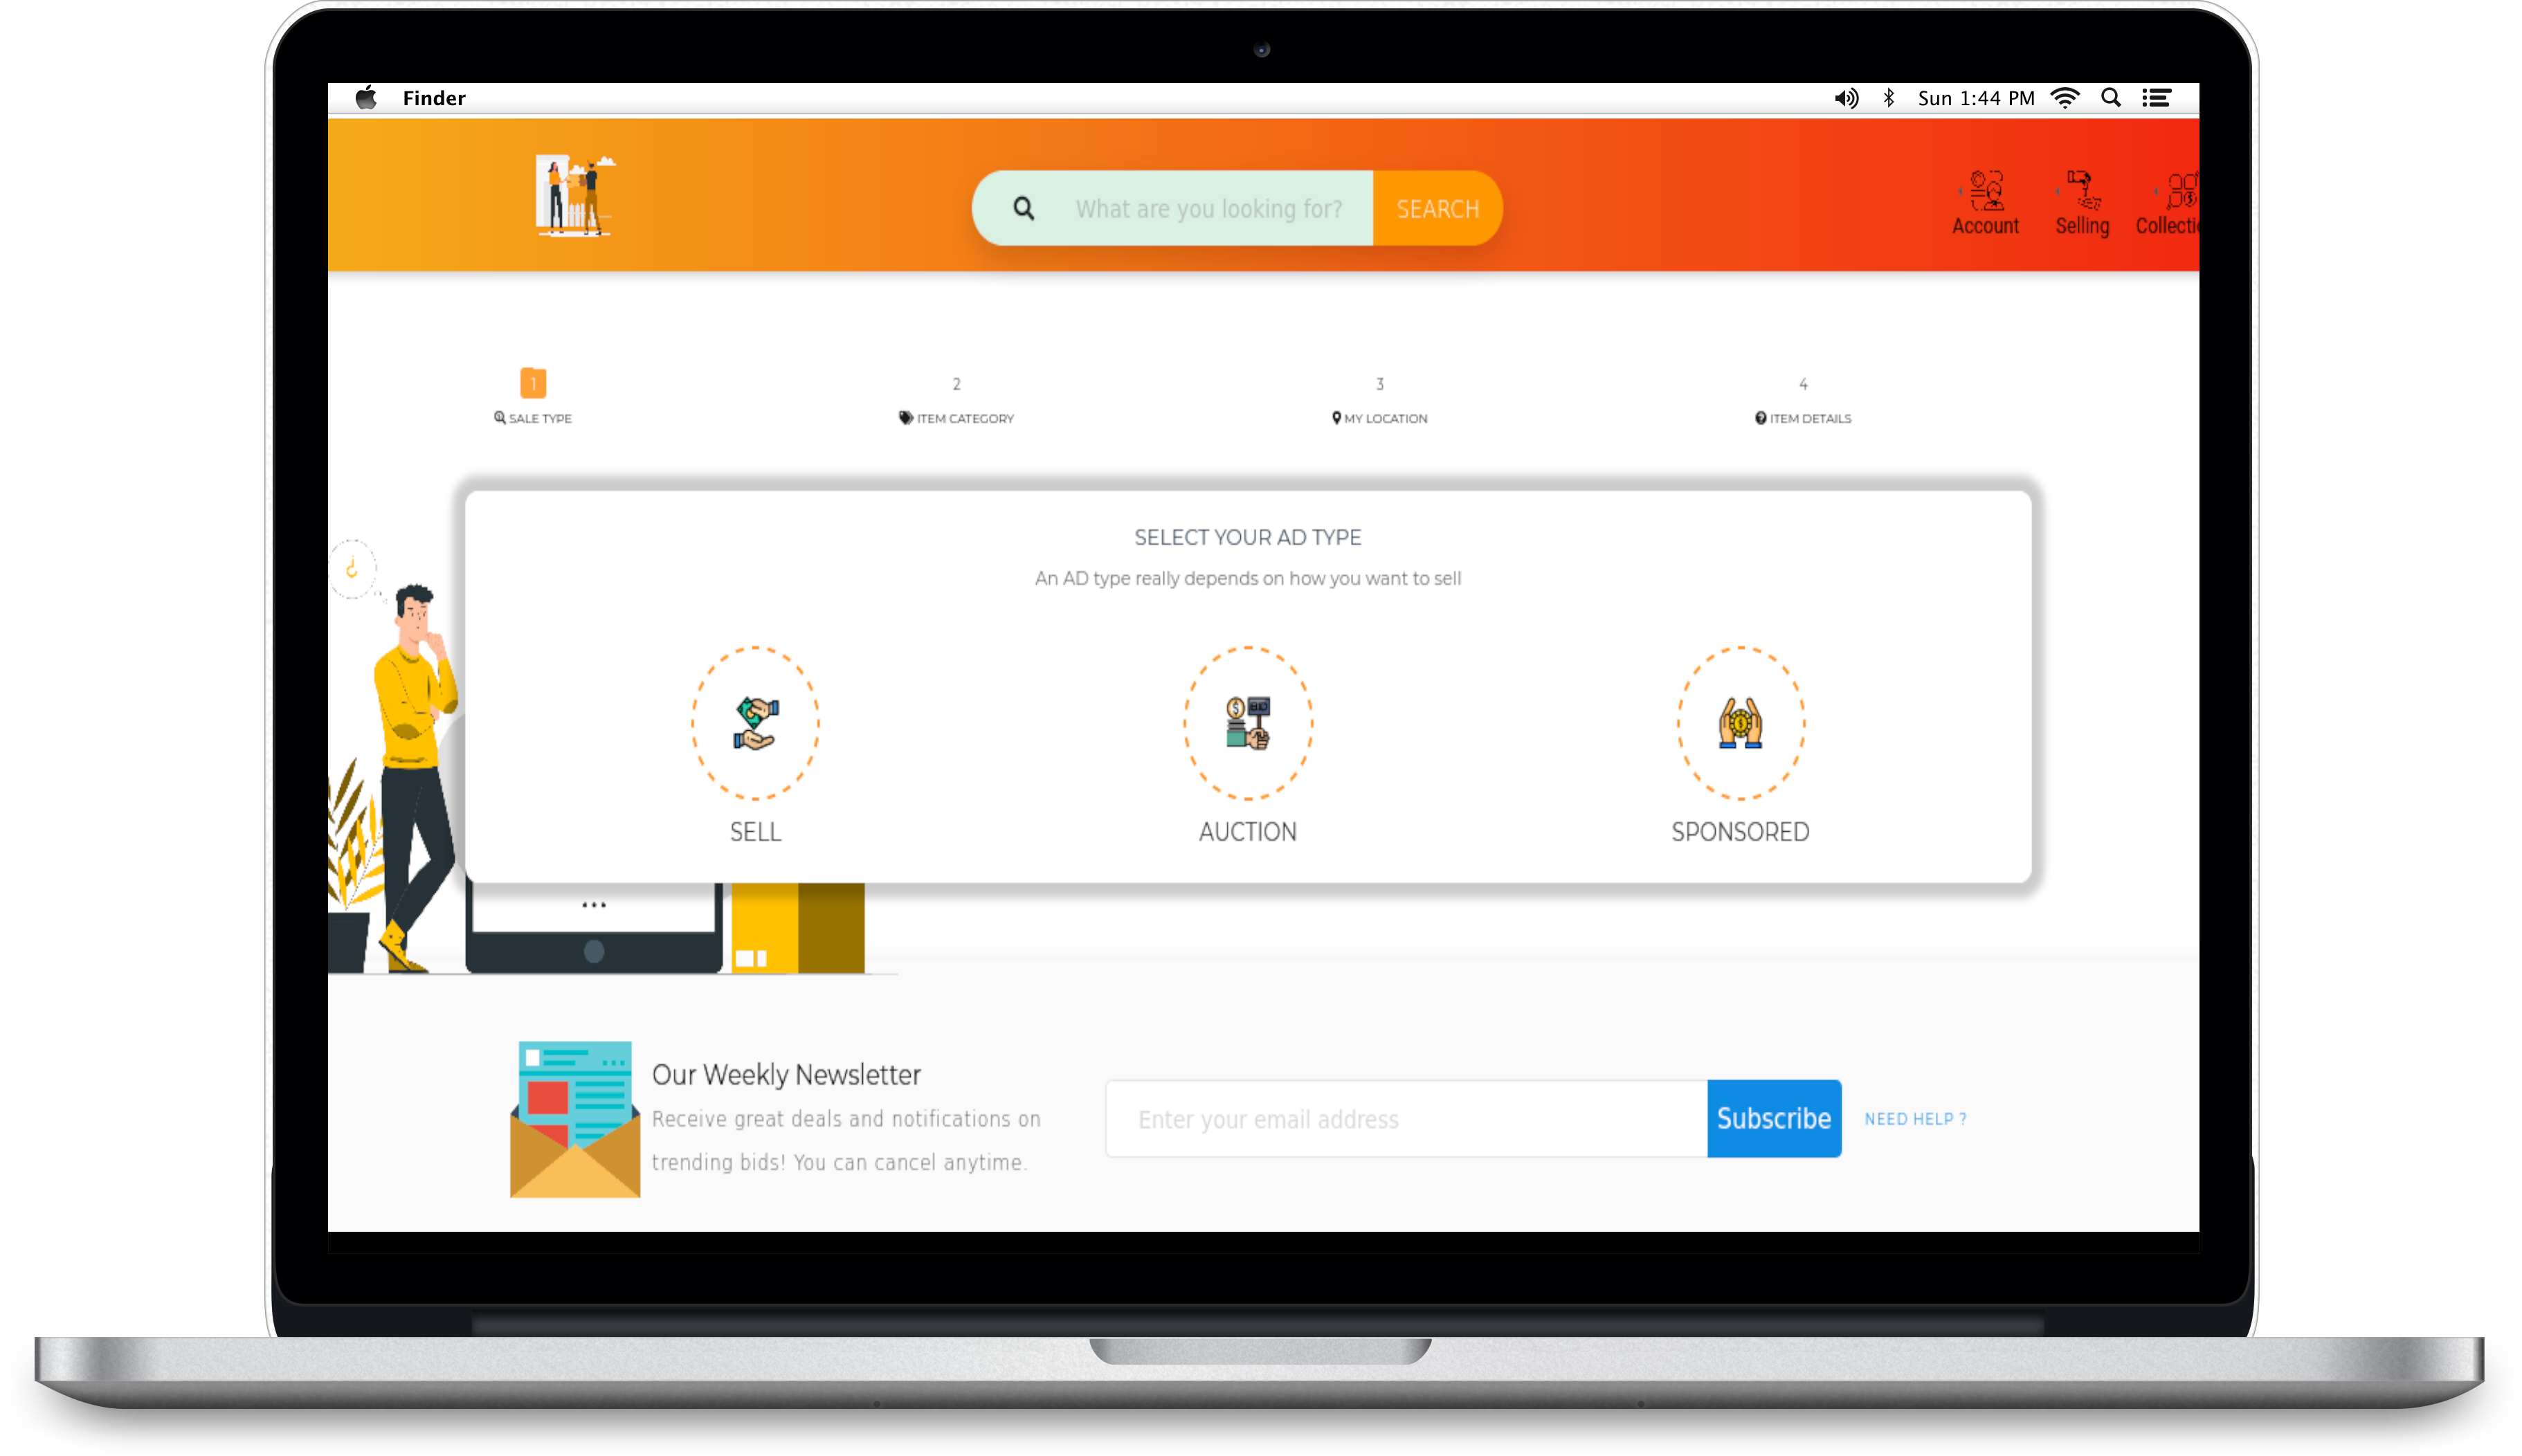 Finder
Sun 1:44 PM
What are you looking for?
SEARCH
Account
Selling
Collecti
1
SALE TYPE
2
ITEM CATEGORY
3
MY LOCATION
4
ITEM DETAILS
SELECT YOUR AD TYPE
An AD type really depends on how you want to sell
BID
SELL
AUCTION
SPONSORED
Our Weekly Newsletter
Receive great deals and notifications on
trending bids! You can cancel anytime.
Enter your email address
Subscribe
NEED HELP ?